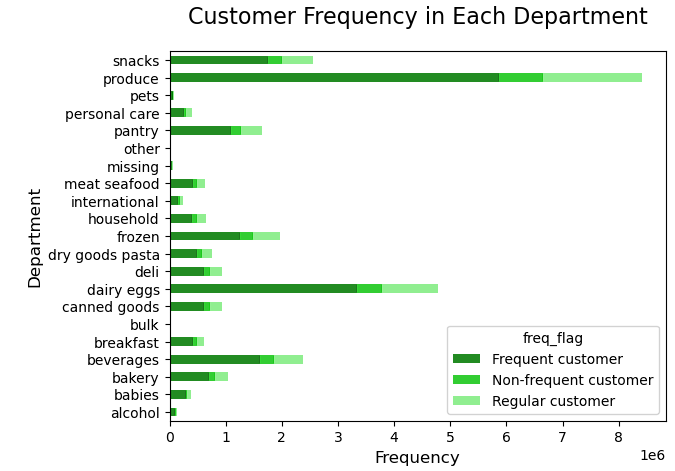 Customer Frequency in Each Department
snacks
produce
pets
personal care
pantry
other
missing
meat seafood
international
household
frozen
dry goods pasta
deli
dairy eggs
canned goods
bulk
breakfast
beverages
bakery
babies
alcohol
Department
freq_flag
Frequent customer
Non-frequent customer
Regular customer
0 1 2 3 4 5 6 7 8
1e6
Frequency